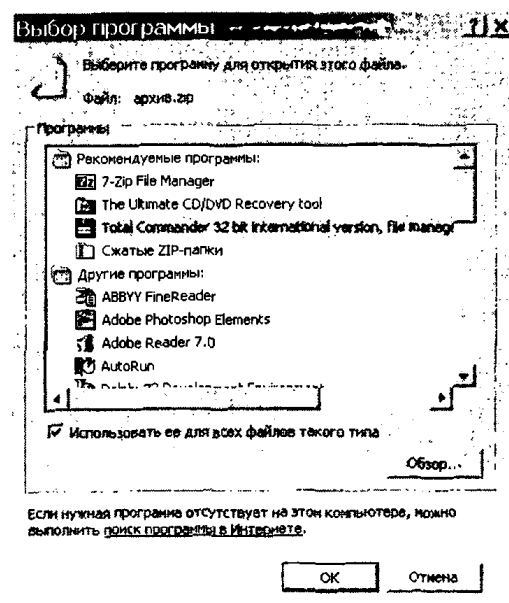 Выбор программы
Выберите программу для открытия этого файла.
Файл: архив.zip
Программы
Рекомендуемые программы:
7-Zip File Manager
The Ultimate CD/DVD Recovery tool
Total Commander 32 bit international version, file manage
Сжатые ZIP-папки
Другие программы:
ABBYY FineReader
Adobe Photoshop Elements
Adobe Reader 7.0
AutoRun
Использовать ее для всех файлов такого типа
Обзор...
Если нужная программа отсутствует на этом компьютере, можно
выполнить поиск программы в Интернете.
ОК Отмена